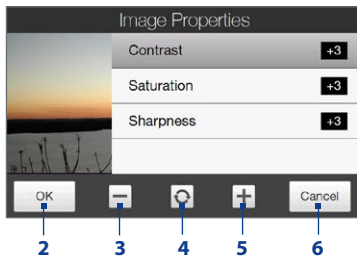 Image Properties
Contrast +3
Saturation +3
Sharpness +3
OK Cancel
2 3 4 5 6